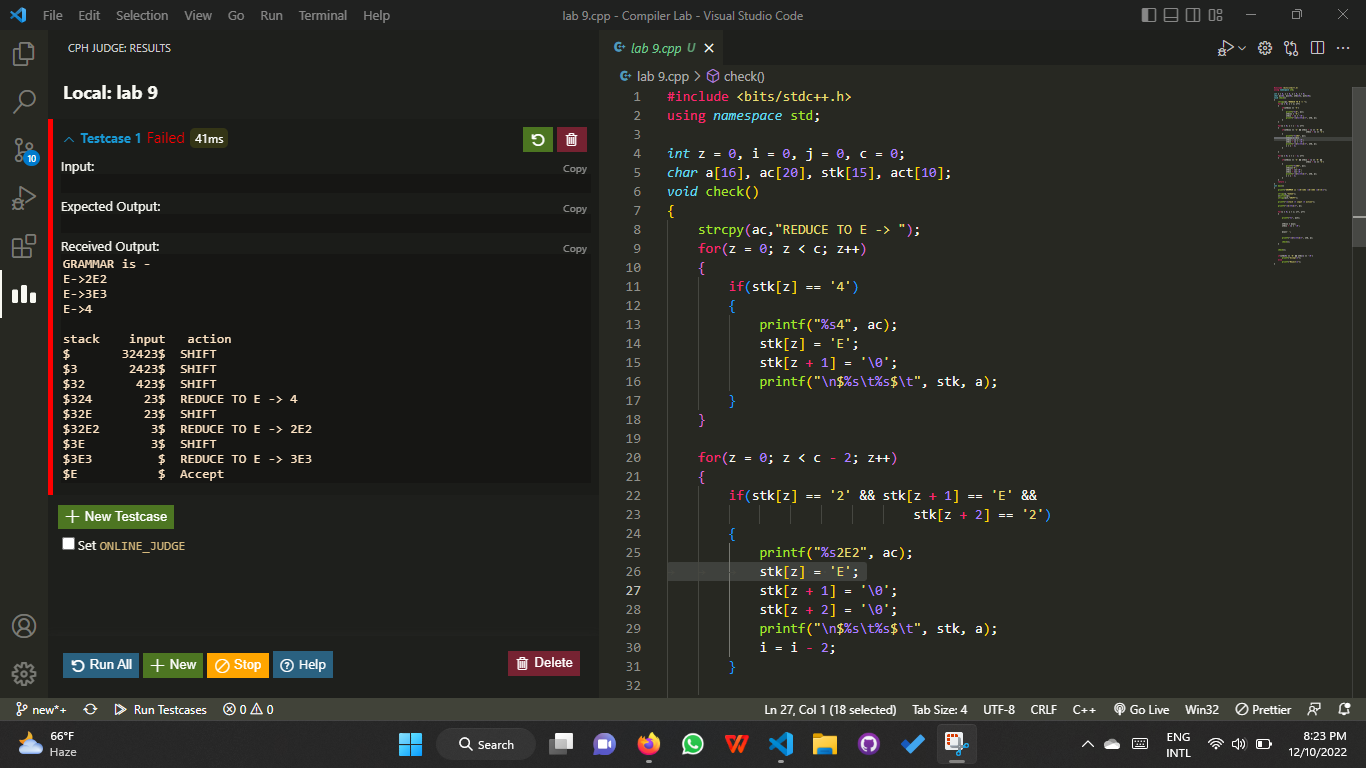 File Edit Selection View Go Run Terminal Help
lab 9.cpp - Compiler Lab - Visual Studio Code
CPH JUDGE: RESULTS
Local: lab 9
Testcase 1 Failed 41ms
Input:
Copy
Expected Output:
Copy
Received Output:
Copy
GRAMMAR is -
E->2E2
E->3E3
E->4
stack input action
$ 32423$ SHIFT
$3 2423$ SHIFT
$32 423$ SHIFT
$324 23$ REDUCE TO E -> 4
$32E 23$ SHIFT
$32E2 3$ REDUCE TO E -> 2E2
$3E 3$ SHIFT
$3E3 $ REDUCE TO E -> 3E3
$E $ Accept
+ New Testcase
Set ONLINE_JUDGE
Run All
+ New
Stop
? Help
Delete
10
lab 9.cpp U
lab 9.cpp > check()
1 #include <bits/stdc++.h>
2 using namespace std;
3
4 int z = 0, i = 0, j = 0, c = 0;
5 char a[16], ac[20], stk[15], act[10];
6 void check()
7 {
8 strcpy(ac,"REDUCE TO E -> ");
9 for(z = 0; z < c; z++)
10 {
11 if(stk[z] == '4')
12 {
13 printf("%s4", ac);
14 stk[z] = 'E';
15 stk[z + 1] = '\0';
16 printf("\n$%s\t%s$\t", stk, a);
17 }
18 }
19
20 for(z = 0; z < c - 2; z++)
21 {
22 if(stk[z] == '2' && stk[z + 1] == 'E' &&
23 stk[z + 2] == '2')
24 {
25 printf("%s2E2", ac);
26 stk[z] = 'E';
27 stk[z + 1] = '\0';
28 stk[z + 2] = '\0';
29 printf("\n$%s\t%s$\t", stk, a);
30 i = i - 2;
31 }
32
new*+ Run Testcases 0 0
Ln 27, Col 1 (18 selected) Tab Size: 4 UTF-8 CRLF C++ Go Live Win32 Prettier
66°F
Haze
Search
ENG
INTL
8:23 PM
12/10/2022